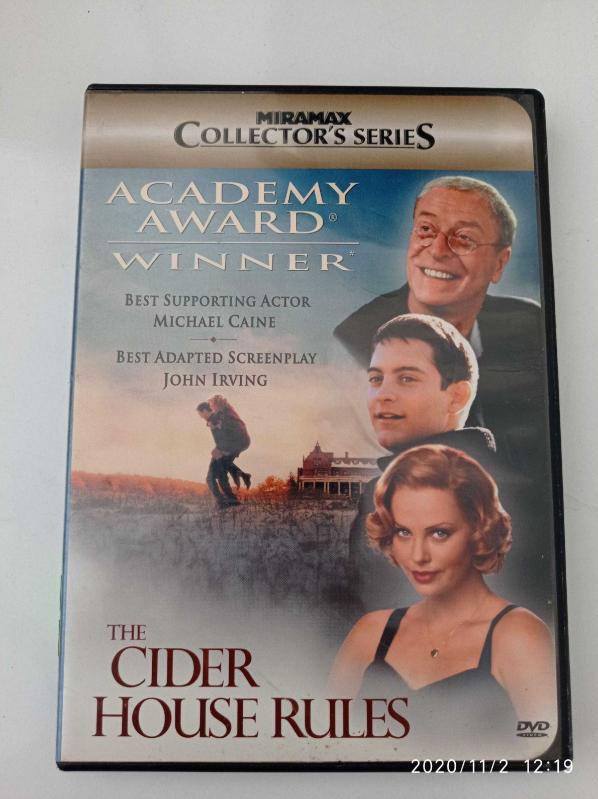 MIRAMAX
COLLECTOR'S SERIES
ACADEMY
AWARD®
WINNER
BEST SUPPORTING ACTOR
MICHAEL CAINE
BEST ADAPTED SCREENPLAY
JOHN IRVING
THE
CIDER
HOUSE RULES
DVD
VIDEO
2020/11/2 12:19